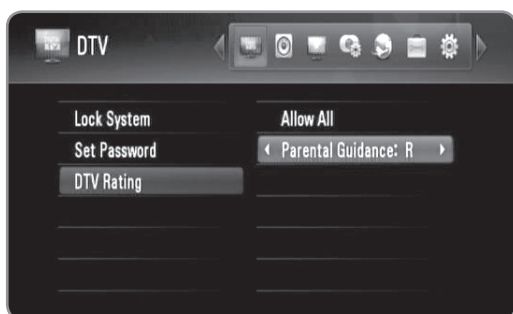 DTV
Lock System
Set Password
DTV Rating
Allow All
Parental Guidance: R